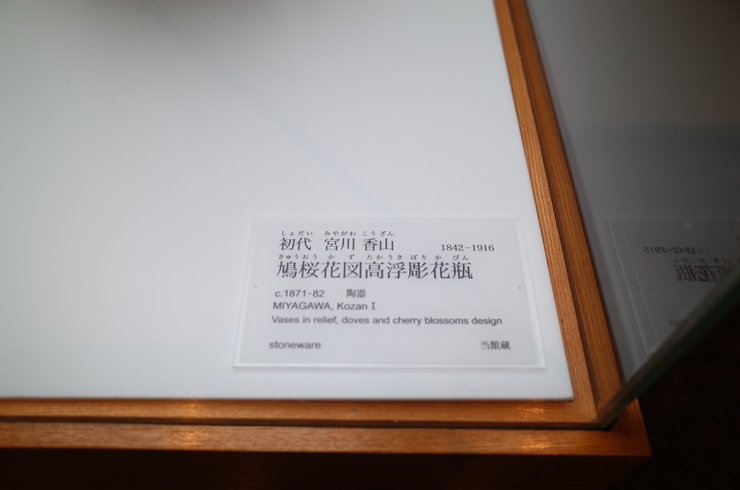 しょだい みやがわ こうざん
初代 宮川 香山 1842−1916
きゅうおう か ず たかうき ぼり か びん
鳩桜花図高浮彫花瓶
c.1871-82 陶器
MIYAGAWA, Kozan I
Vases in relief, doves and cherry blossoms design
stoneware 当館蔵